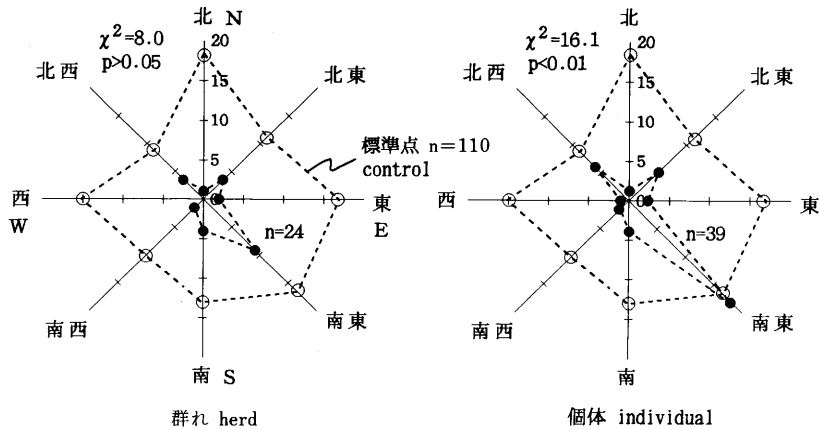 北 N
χ²=8.0
p>0.05
20
15
10
5
0
北西
北東
標準点 n=110
control
西
W
東
E
n=24
南西
南東
南 S
群れ herd
北
χ²=16.1
p<0.01
20
15
10
5
0
北西
北東
西
東
n=39
南西
南東
南
個体 individual